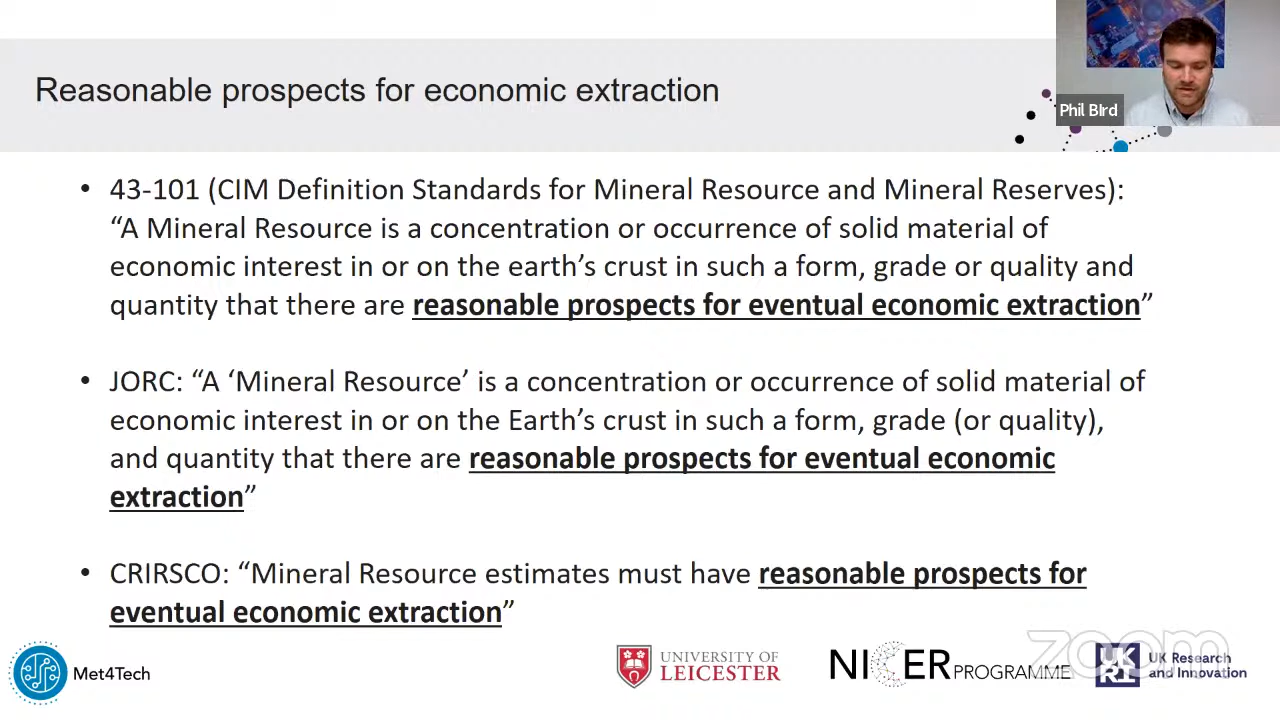 Reasonable prospects for economic extraction
Phil BIrd
• 43-101 (CIM Definition Standards for Mineral Resource and Mineral Reserves):
“A Mineral Resource is a concentration or occurrence of solid material of
economic interest in or on the earth’s crust in such a form, grade or quality and
quantity that there are reasonable prospects for eventual economic extraction”
• JORC: “A ‘Mineral Resource’ is a concentration or occurrence of solid material of
economic interest in or on the Earth’s crust in such a form, grade (or quality),
and quantity that there are reasonable prospects for eventual economic
extraction”
• CRIRSCO: “Mineral Resource estimates must have reasonable prospects for
eventual economic extraction”
Met4Tech
UNIVERSITY OF
LEICESTER
NICER PROGRAMME
UKRI
UK Research
and Innovation
zoom